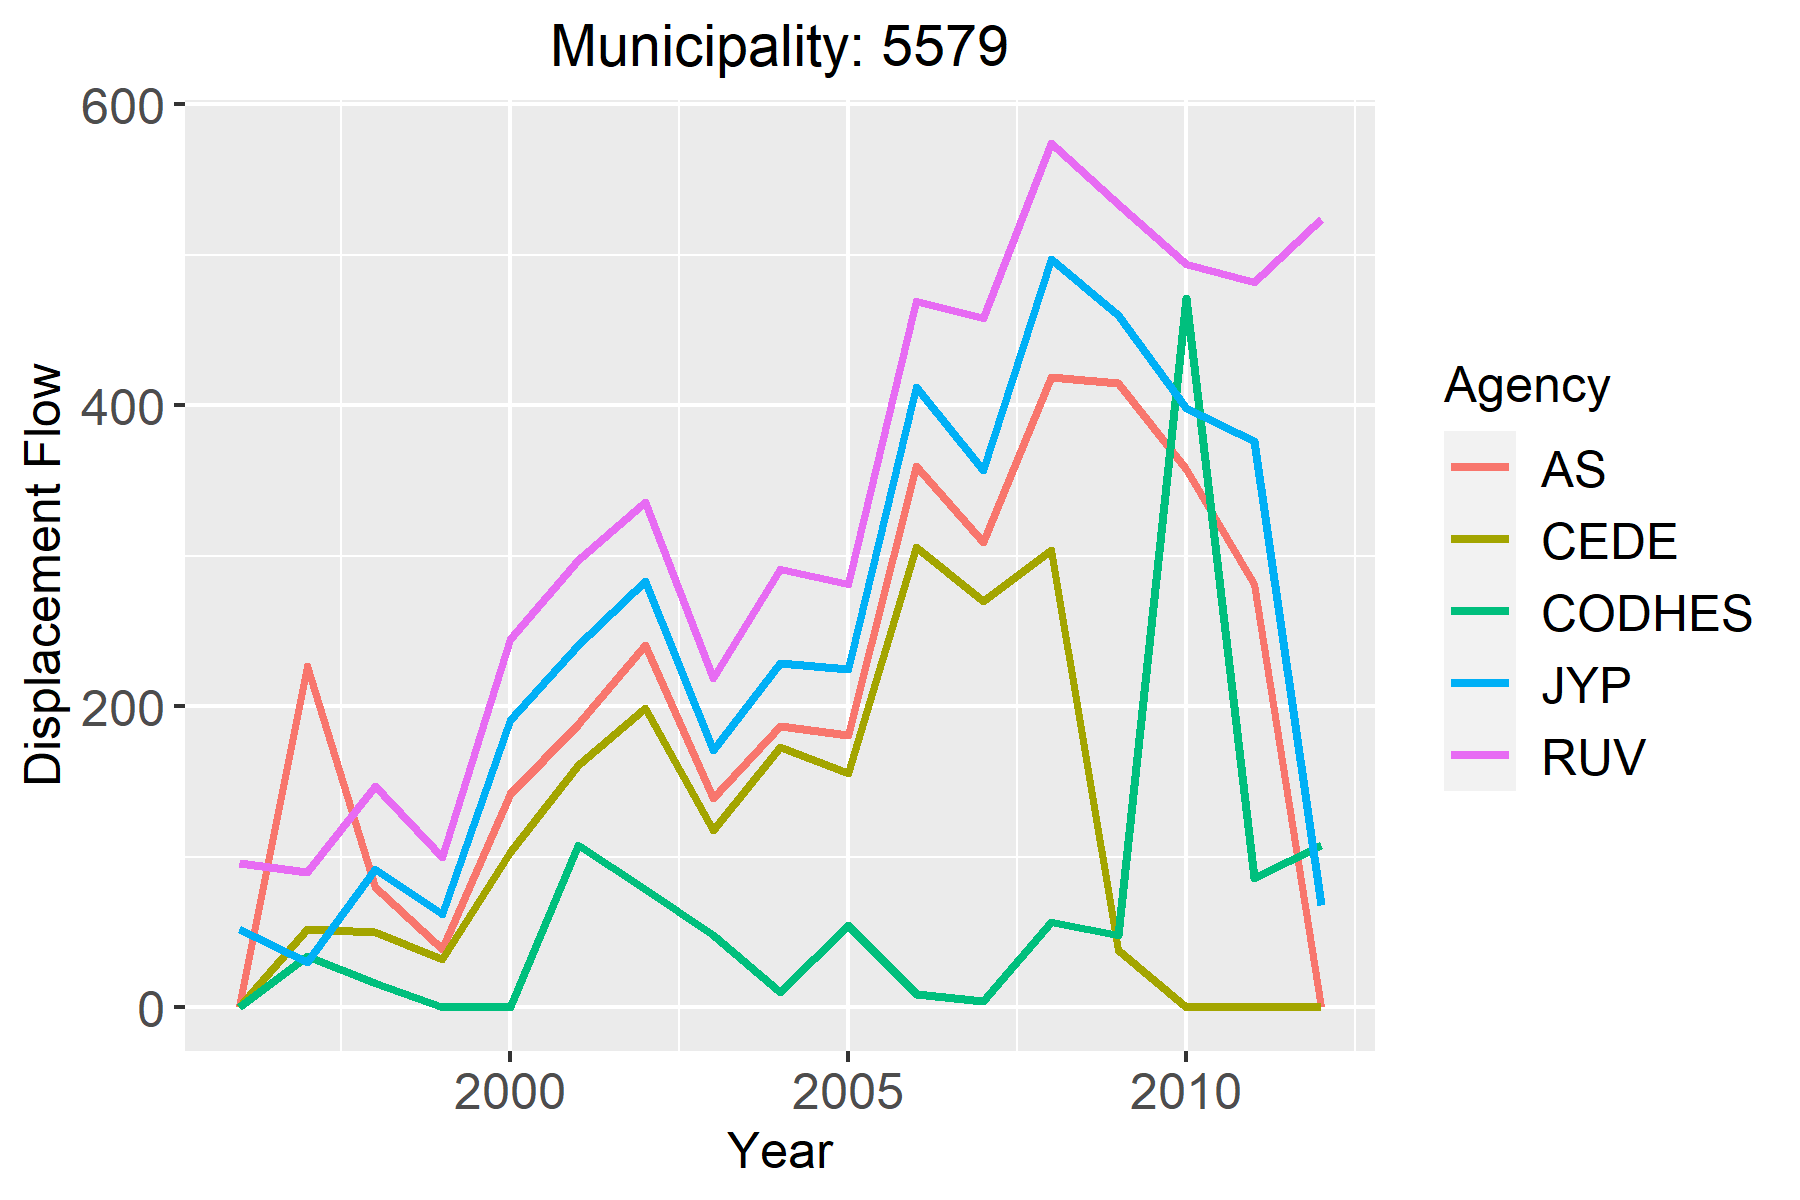 Municipality: 5579
Displacement Flow
600
400
200
0
2000 2005 2010
Year
Agency
AS
CEDE
CODHES
JYP
RUV